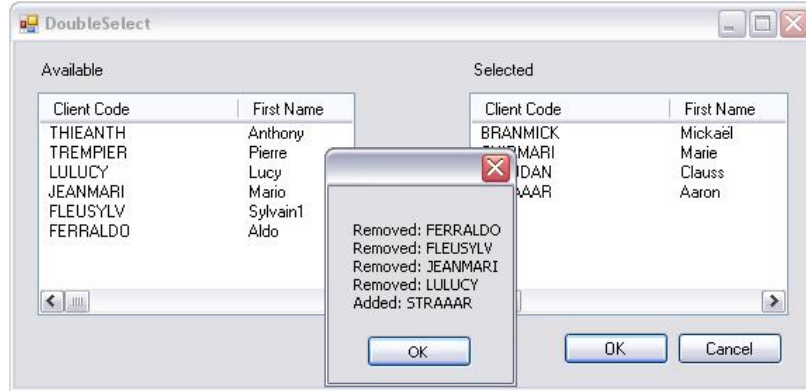 DoubleSelect
Available
Client Code First Name
THIEANTH Anthony
TREMPIER Pierre
LULUCY Lucy
JEANMARI Mario
FLEUSYLV Sylvain1
FERRALDO Aldo
Selected
Client Code First Name
BRANMICK Mickaël
Marie
Clauss
Aaron
Removed: FERRALDO
Removed: FLEUSYLV
Removed: JEANMARI
Removed: LULUCY
Added: STRAAAR
OK
OK
Cancel